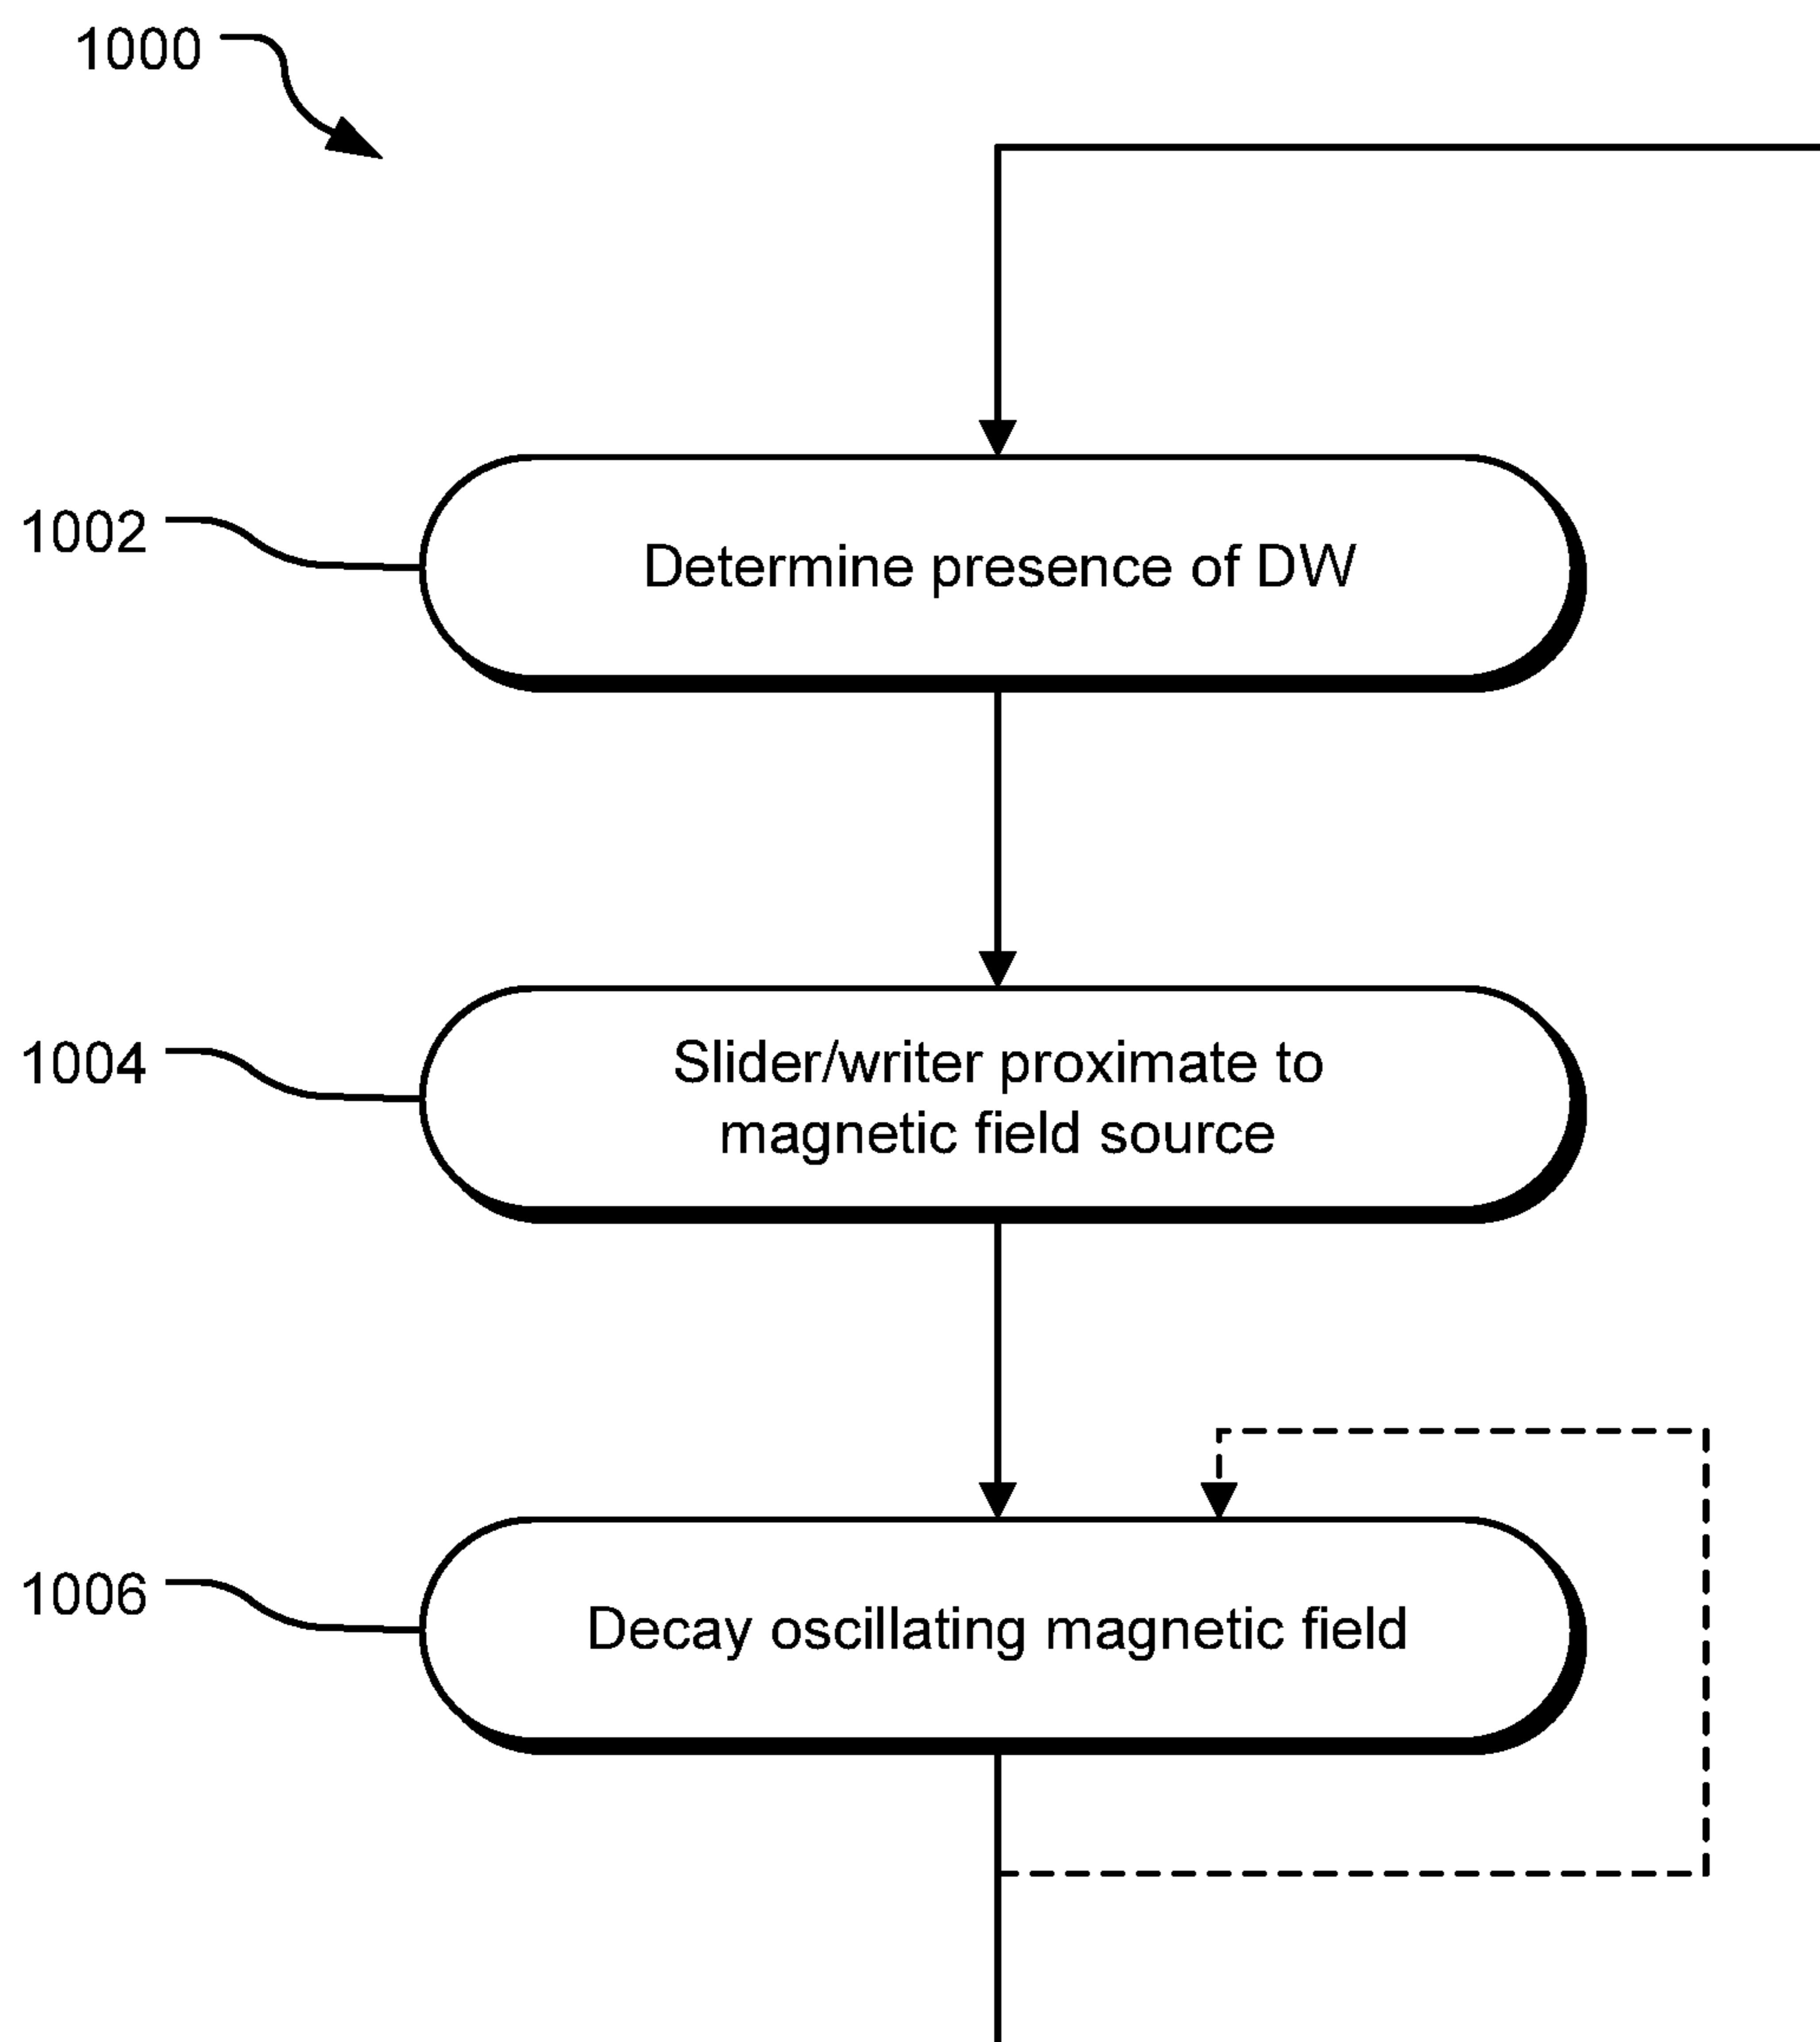 1000
1002
Determine presence of DW
1004
Slider/writer proximate to
magnetic field source
1006
Decay oscillating magnetic field